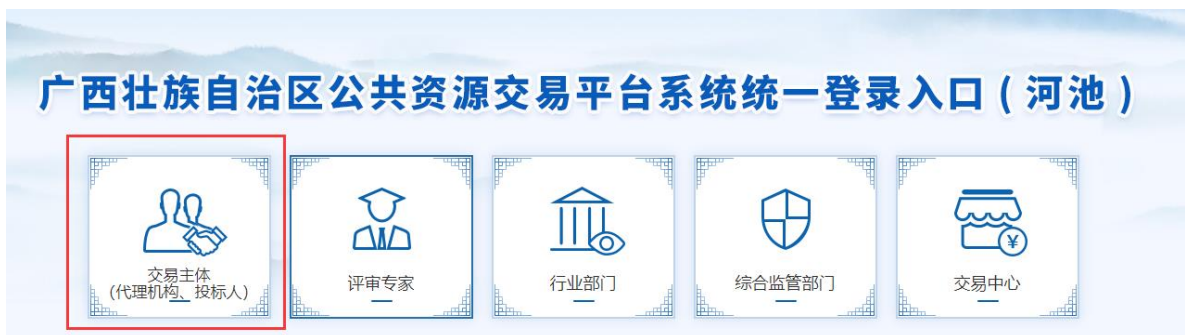 广西壮族自治区公共资源交易平台系统统一登录入口(河池)
交易主体
(代理机构、投标人)
评审专家
行业部门
综合监管部门
¥
交易中心